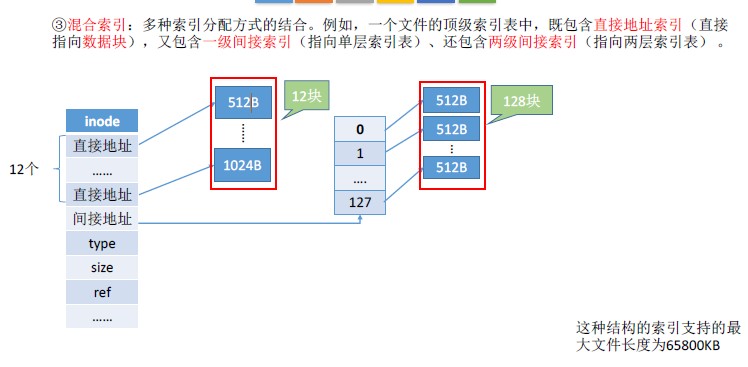 ③混合索引：多种索引分配方式的结合。例如，一个文件的顶级索引表中，既包含直接地址索引（直接
指向数据块），又包含一级间接索引（指向单层索引表）、还包含两级间接索引（指向两层索引表）。
inode
直接地址
……
直接地址
间接地址
type
size
ref
……
12个
512B
1024B
12块
0
1
….
127
512B
512B
512B
128块
这种结构的索引支持的最
大文件长度为65800KB